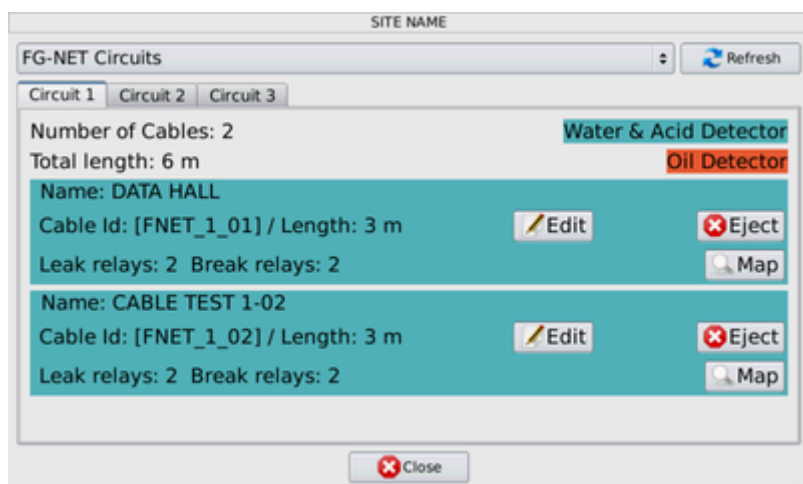 SITE NAME
FG-NET Circuits
Refresh
Circuit 1 Circuit 2 Circuit 3
Number of Cables: 2 Water & Acid Detector
Total length: 6 m Oil Detector
Name: DATA HALL
Cable Id: [FNET_1_01] / Length: 3 m Edit Eject
Leak relays: 2 Break relays: 2 Map
Name: CABLE TEST 1-02
Cable Id: [FNET_1_02] / Length: 3 m Edit Eject
Leak relays: 2 Break relays: 2 Map
Close